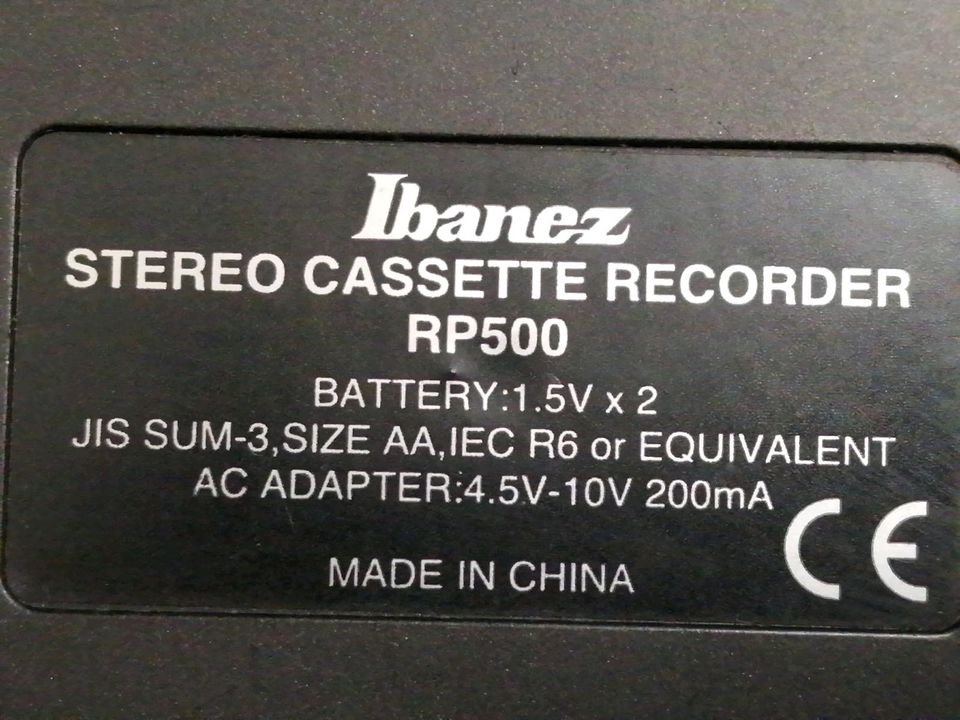 Ibanez
STEREO CASSETTE RECORDER
RP500
BATTERY:1.5V x 2
JIS SUM-3,SIZE AA,IEC R6 or EQUIVALENT
AC ADAPTER:4.5V-10V 200mA
CE
MADE IN CHINA